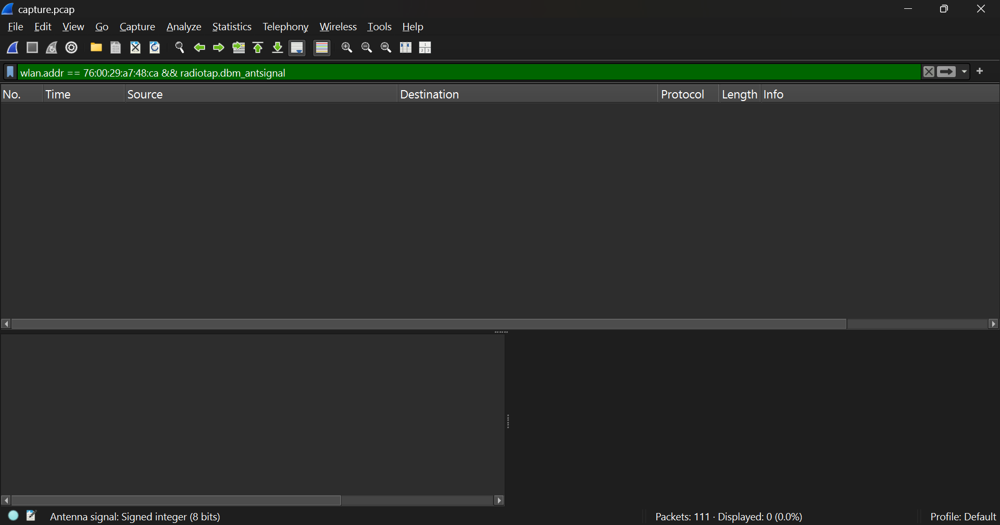 capture.pcap
File Edit View Go Capture Analyze Statistics Telephony Wireless Tools Help
wlan.addr == 76:00:29:a7:48:ca && radiotap.dbm_antsignal
No. Time Source Destination Protocol Length Info
Antenna signal: Signed integer (8 bits) Packets: 111 · Displayed: 0 (0.0%) Profile: Default